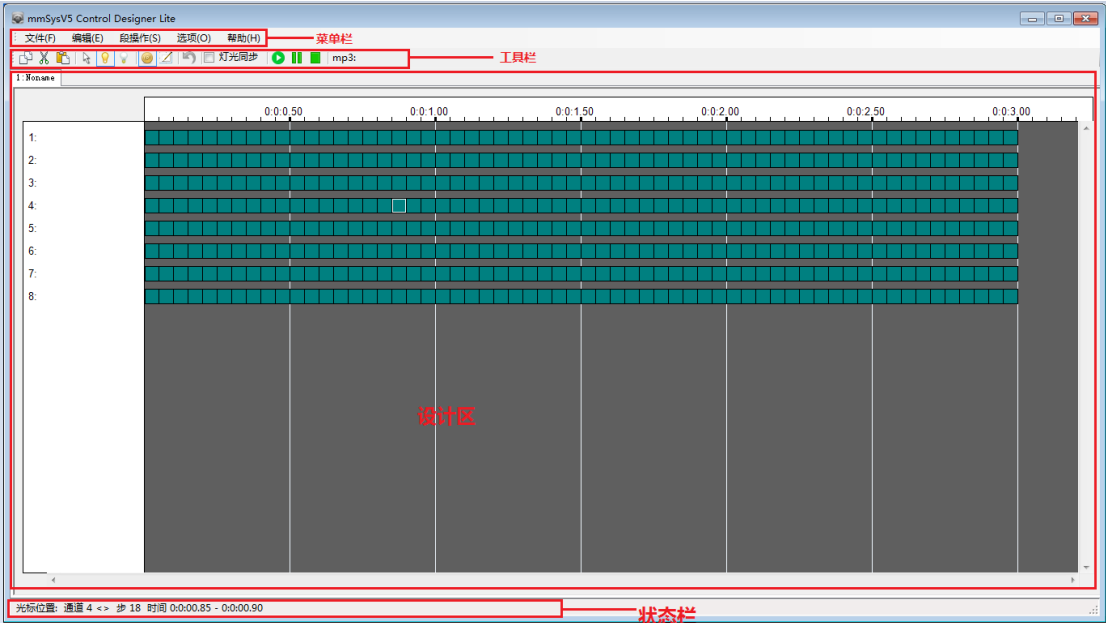 mmSysV5 Control Designer Lite
文件(F) 编辑(E) 段操作(S) 选项(O) 帮助(H) 菜单栏
灯光同步 mp3: 工具栏
1:Noname
0:0:0.50 0:0:1.00 0:0:1.50 0:0:2.00 0:0:2.50 0:0:3.00
1:
2:
3:
4:
5:
6:
7:
8:
设计区
光标位置: 通道 4 <> 步 18 时间 0:0:00.85 - 0:0:00.90
状态栏